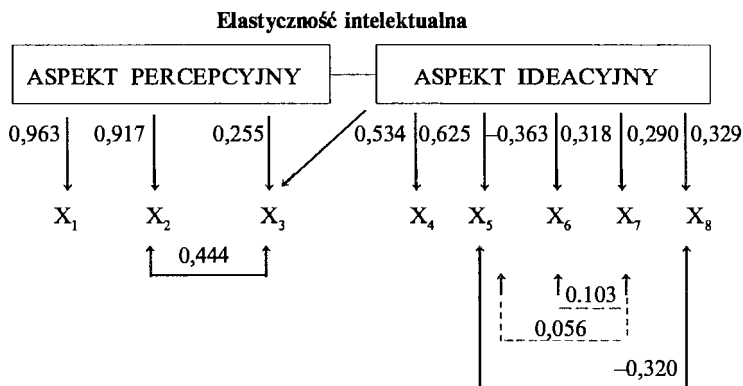 Elastyczność intelektualna
ASPEKT PERCEPCYJNY ASPEKT IDEACYJNY
0,963 0,917 0,255 0,534 0,625 –0,363 0,318 0,290 0,329
X1 X2 X3 X4 X5 X6 X7 X8
0,444
0.103
0,056
–0,320